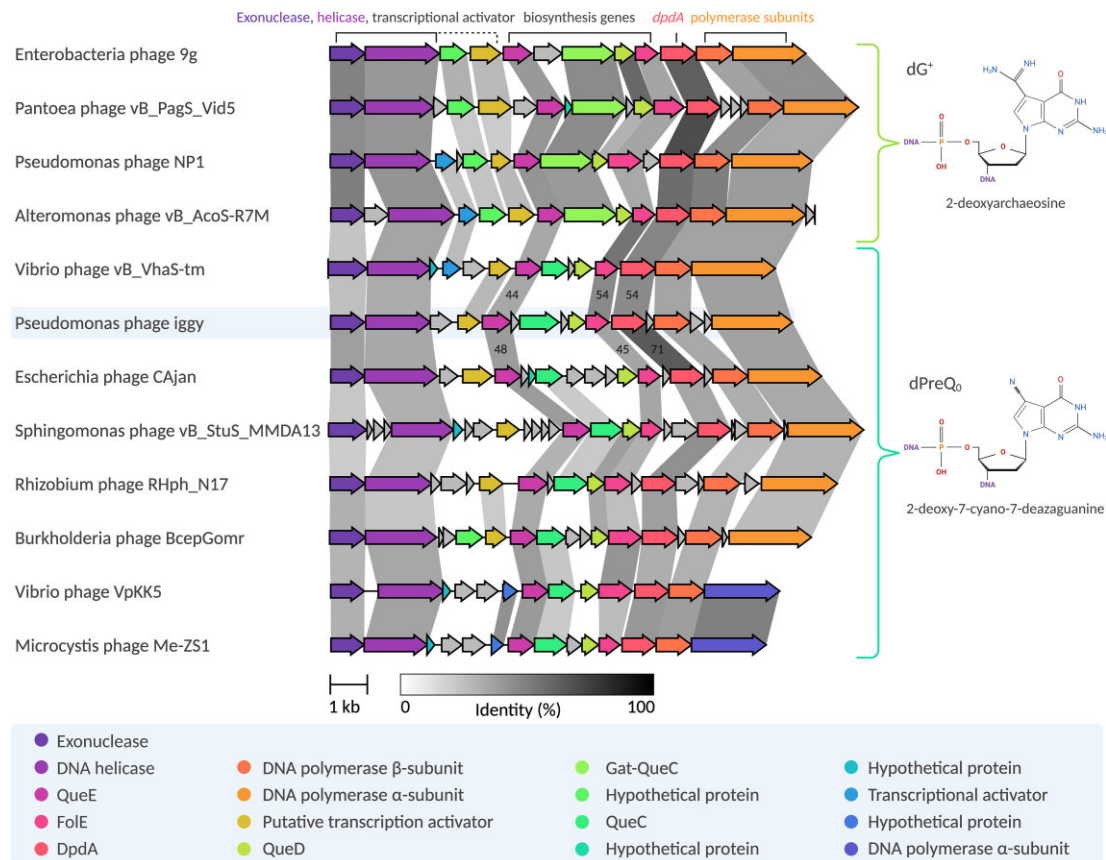 Exonuclease, helicase, transcriptional activator biosynthesis genes dpdA polymerase subunits
Enterobacteria phage 9g
Pantoea phage vB_PagS_Vid5
Pseudomonas phage NP1
Alteromonas phage vB_AcoS-R7M
Vibrio phage vB_VhaS-tm
44 54 54
Pseudomonas phage iggy
48 45 71
Escherichia phage CAjan
Sphingomonas phage vB_StuS_MMDA13
Rhizobium phage RHph_N17
Burkholderia phage BcepGomr
Vibrio phage VpKK5
Microcystis phage Me-ZS1
dG⁺
NH
H₂N
O
NH
N
N
NH₂
O
DNA
P
O
O
OH
DNA
2-deoxyarchaeosine
dPreQ₀
N
O
NH
N
N
NH₂
O
DNA
P
O
O
OH
DNA
2-deoxy-7-cyano-7-deazaguanine
1 kb
0 Identity (%) 100
Exonuclease
DNA helicase
QueE
FolE
DpdA
DNA polymerase β-subunit
DNA polymerase α-subunit
Putative transcription activator
QueD
Gat-QueC
Hypothetical protein
QueC
Hypothetical protein
Hypothetical protein
Transcriptional activator
Hypothetical protein
DNA polymerase α-subunit